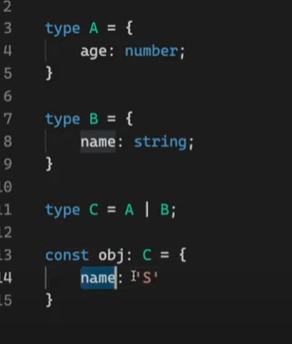 2
3 type A = {
4     age: number;
5 }
6
7 type B = {
8     name: string;
9 }
10
11 type C = A | B;
12
13 const obj: C = {
14     name: 'S'
15 }